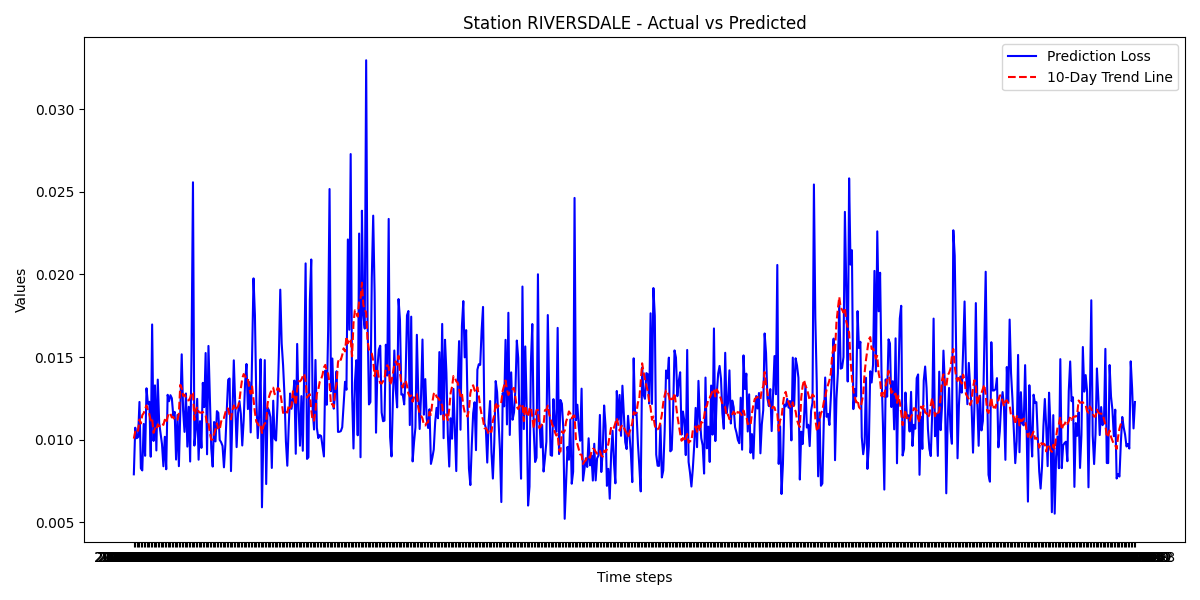 Station RIVERSDALE - Actual vs Predicted
Prediction Loss
10-Day Trend Line
Values
0.030
0.025
0.020
0.015
0.010
0.005
Time steps